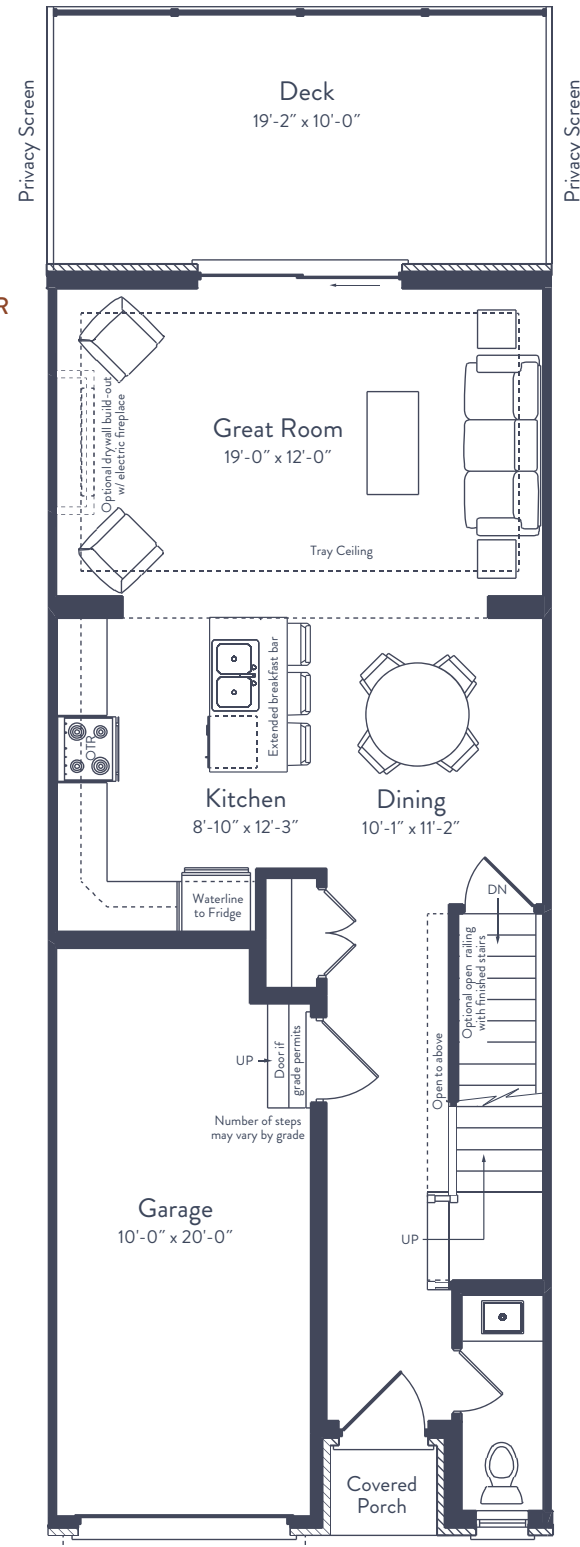 Deck
19'-2" x 10'-0"
Privacy Screen
Privacy Screen
R
Optional drywall build-out
w/ electric fireplace
Great Room
19'-0" x 12'-0"
Tray Ceiling
Extended breakfast bar
OTR
Kitchen
8'-10" x 12'-3"
Dining
10'-1" x 11'-2"
Waterline
to Fridge
DN
Optional open railing
with finished stairs
Open to above
UP
Door if
grade permits
Number of steps
may vary by grade
Garage
10'-0" x 20'-0"
UP
Covered
Porch